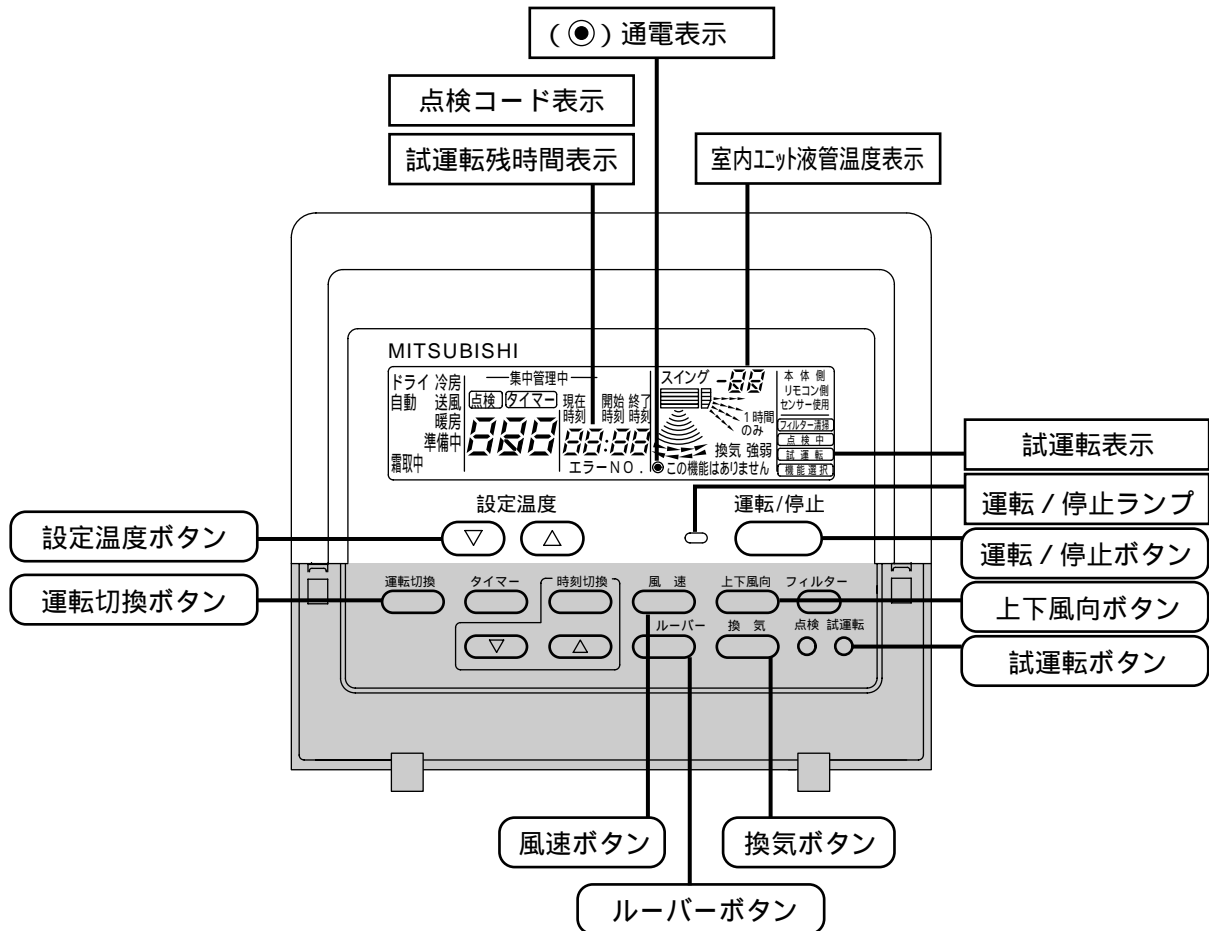 (◉) 通電表示
点検コード表示
試運転残時間表示
室内ユニット液管温度表示
MITSUBISHI
ドライ 冷房
自動 送風
暖房
準備中
霜取中
集中管理中
点検 タイマー
現在時刻 開始時刻 終了時刻
888
88:88
エラーNO.
スイング
-88
1時間のみ
換気 強弱
◉この機能はありません
本体側
リモコン側
センサー使用
フィルター清掃
点検中
試運転
機能選択
設定温度
▽ △
運転/停止
運転切換
タイマー
時刻切換
▽ △
風 速
上下風向
フィルター
ルーバー
換 気
点検 試運転
試運転表示
運転 / 停止ランプ
運転 / 停止ボタン
上下風向ボタン
試運転ボタン
設定温度ボタン
運転切換ボタン
風速ボタン
換気ボタン
ルーバーボタン